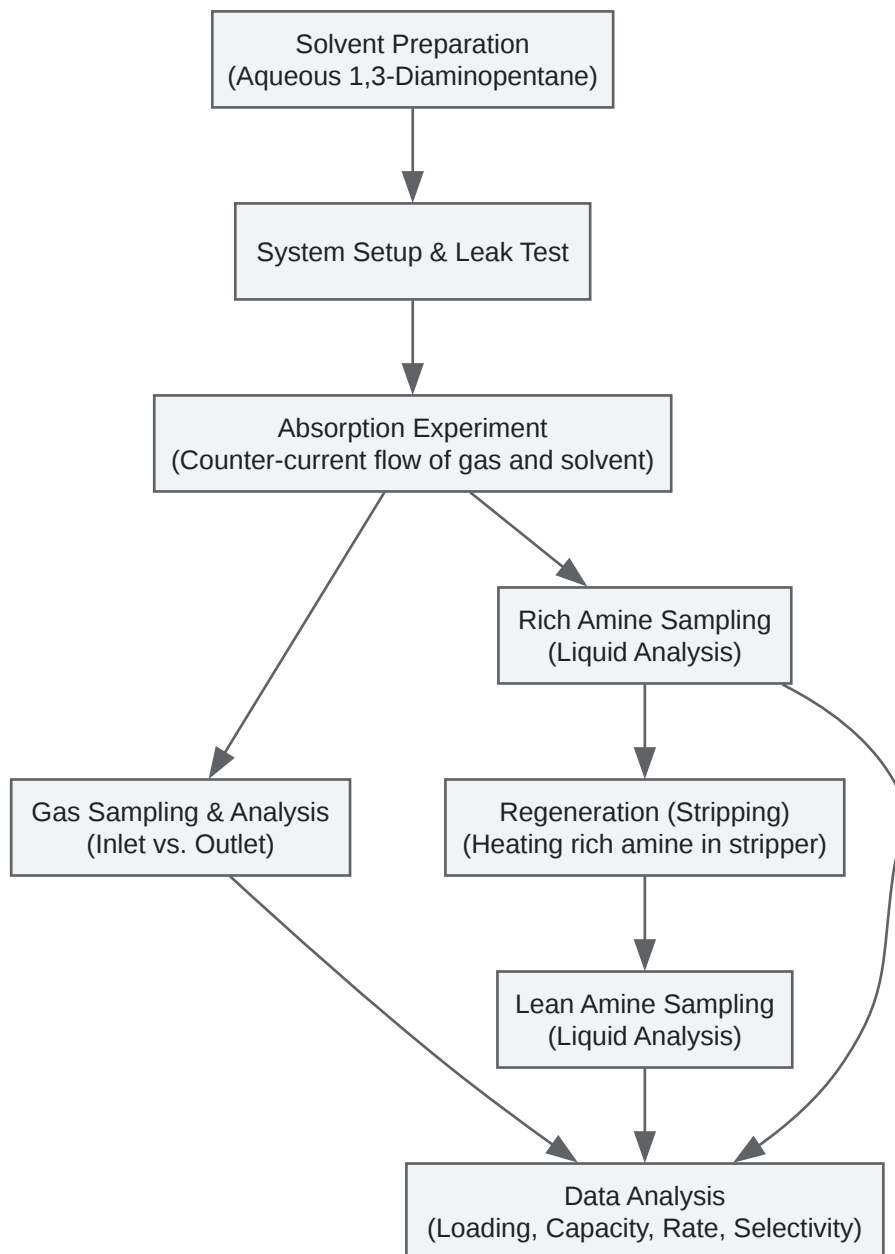 Solvent Preparation
(Aqueous 1,3-Diaminopentane)
System Setup & Leak Test
Absorption Experiment
(Counter-current flow of gas and solvent)
Rich Amine Sampling
(Liquid Analysis)
Gas Sampling & Analysis
(Inlet vs. Outlet)
Regeneration (Stripping)
(Heating rich amine in stripper)
Lean Amine Sampling
(Liquid Analysis)
Data Analysis
(Loading, Capacity, Rate, Selectivity)